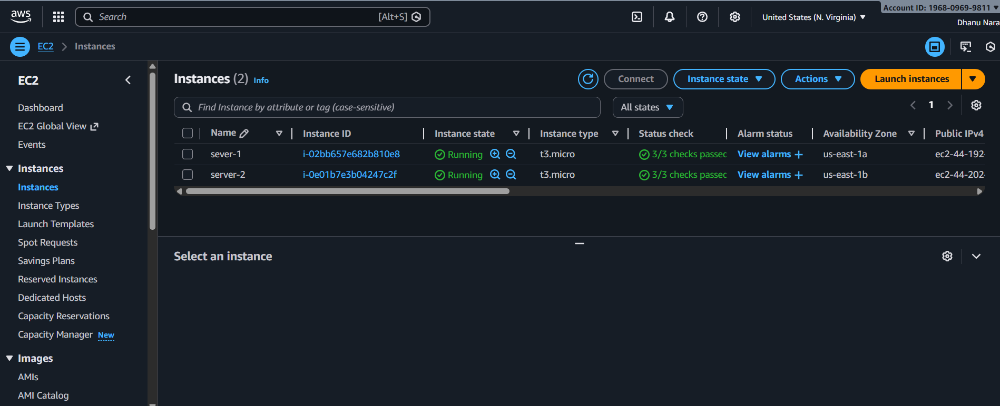 aws
Search [Alt+S]
United States (N. Virginia)
Account ID: 1968-0969-9811
Dhanu Nara
EC2 Instances
EC2
Dashboard
EC2 Global View
Events
Instances
Instances
Instance Types
Launch Templates
Spot Requests
Savings Plans
Reserved Instances
Dedicated Hosts
Capacity Reservations
Capacity Manager New
Images
AMIs
AMI Catalog
Instances (2) Info
Connect Instance state Actions Launch instances
Find Instance by attribute or tag (case-sensitive) All states 1
Name Instance ID Instance state Instance type Status check Alarm status Availability Zone Public IPv4
sever-1 i-02bb657e682b810e8 Running t3.micro 3/3 checks passec View alarms + us-east-1a ec2-44-192-
server-2 i-0e01b7e3b04247c2f Running t3.micro 3/3 checks passec View alarms + us-east-1b ec2-44-202-
Select an instance